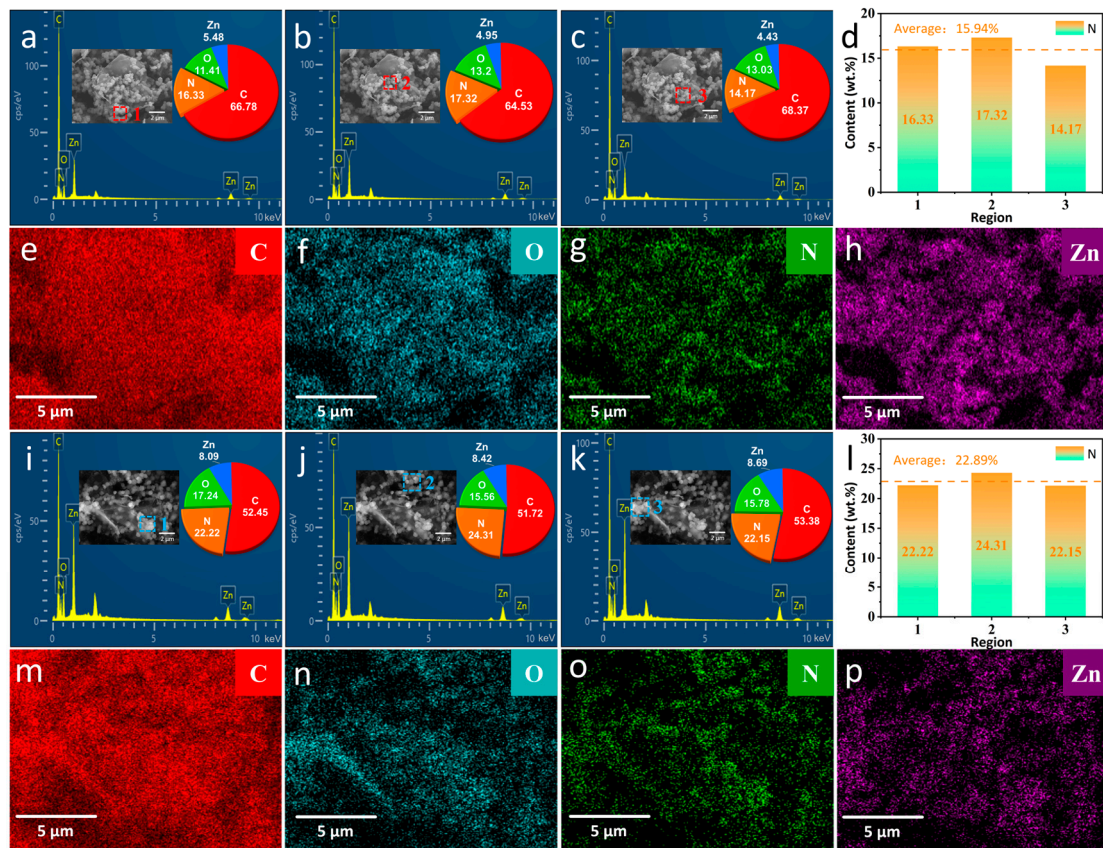 a
C
cps/eV
100
50
0
O
N
Zn
Zn
Zn
0
5
10
keV
1
2 μm
Zn
5.48
O
11.41
N
16.33
C
66.78
b
C
100
50
0
O
N
Zn
Zn
Zn
0
5
10
keV
2
2 μm
Zn
4.95
O
13.2
N
17.32
C
64.53
c
C
cps/eV
100
50
0
O
N
Zn
Zn
Zn
0
5
10
keV
3
2 μm
Zn
4.43
O
13.03
N
14.17
C
68.37
d
Content (wt.%)
20
15
10
5
0
Average: 15.94%
N
16.33
17.32
14.17
1
2
3
Region
e
C
5 μm
f
O
5 μm
g
N
5 μm
h
Zn
5 μm
i
C
cps/eV
50
0
Zn
O
N
Zn
Zn
0
5
10
keV
1
2 μm
Zn
8.09
O
17.24
N
22.22
C
52.45
j
C
cps/eV
50
0
Zn
O
N
Zn
Zn
0
5
10
keV
2
2 μm
Zn
8.42
O
15.56
N
24.31
C
51.72
k
C
cps/eV
100
50
0
Zn
O
N
Zn
Zn
0
5
10
keV
3
2 μm
Zn
8.69
O
15.78
N
22.15
C
53.38
l
Content (wt.%)
30
25
20
15
10
5
0
Average: 22.89%
N
22.22
24.31
22.15
1
2
3
Region
m
C
5 μm
n
O
5 μm
o
N
5 μm
p
Zn
5 μm